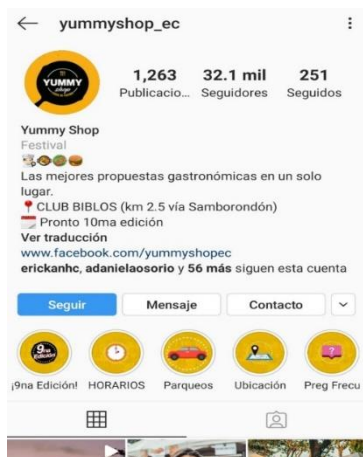 yummyshop_ec
YUMMY
shop
1,263 32.1 mil 251
Publicacio... Seguidores Seguidos
Yummy Shop
Festival
Las mejores propuestas gastronómicas en un solo
lugar.
CLUB BIBLOS (km 2.5 vía Samborondón)
Pronto 10ma edición
Ver traducción
www.facebook.com/yummyshopec
erickanhc, adanielaosorio y 56 más siguen esta cuenta
Seguir Mensaje Contacto
9na
Edición!
¡9na Edición! HORARIOS Parqueos Ubicación Preg Frecu